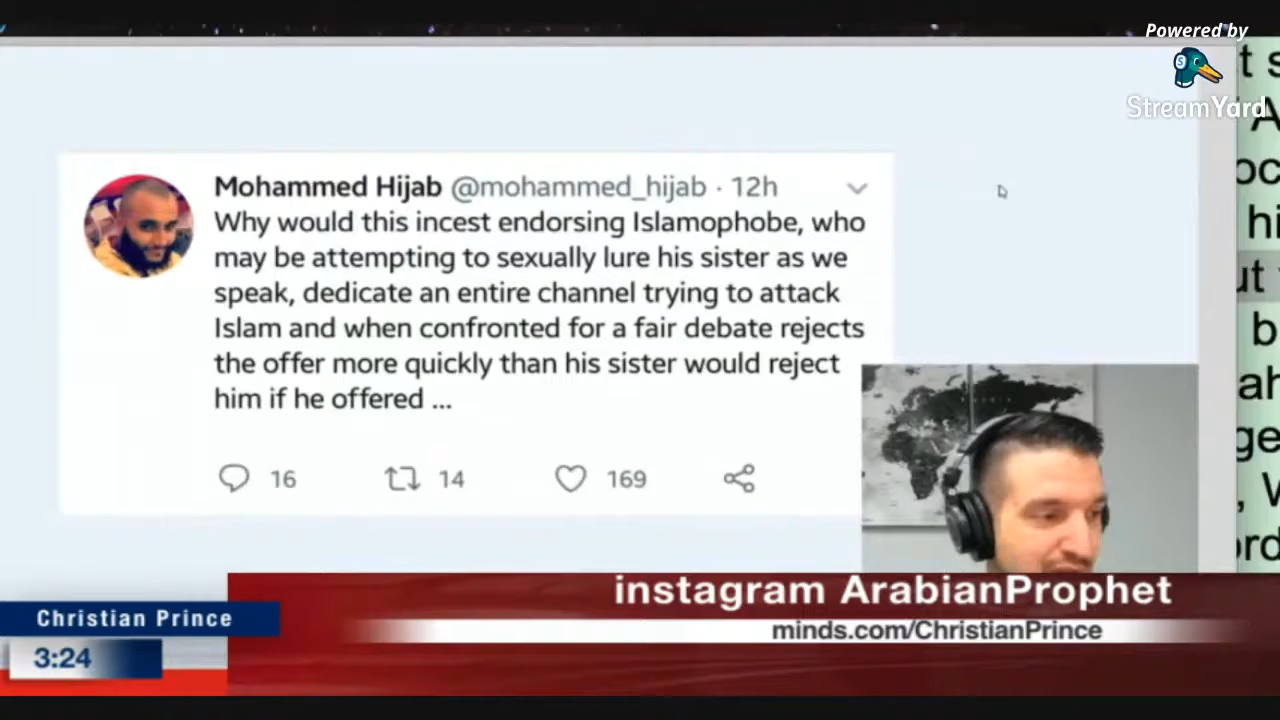 Powered by
StreamYard
Mohammed Hijab @mohammed_hijab · 12h
Why would this incest endorsing Islamophobe, who
may be attempting to sexually lure his sister as we
speak, dedicate an entire channel trying to attack
Islam and when confronted for a fair debate rejects
the offer more quickly than his sister would reject
him if he offered ...
16 14 169
instagram ArabianProphet
minds.com/ChristianPrince
Christian Prince
3:24